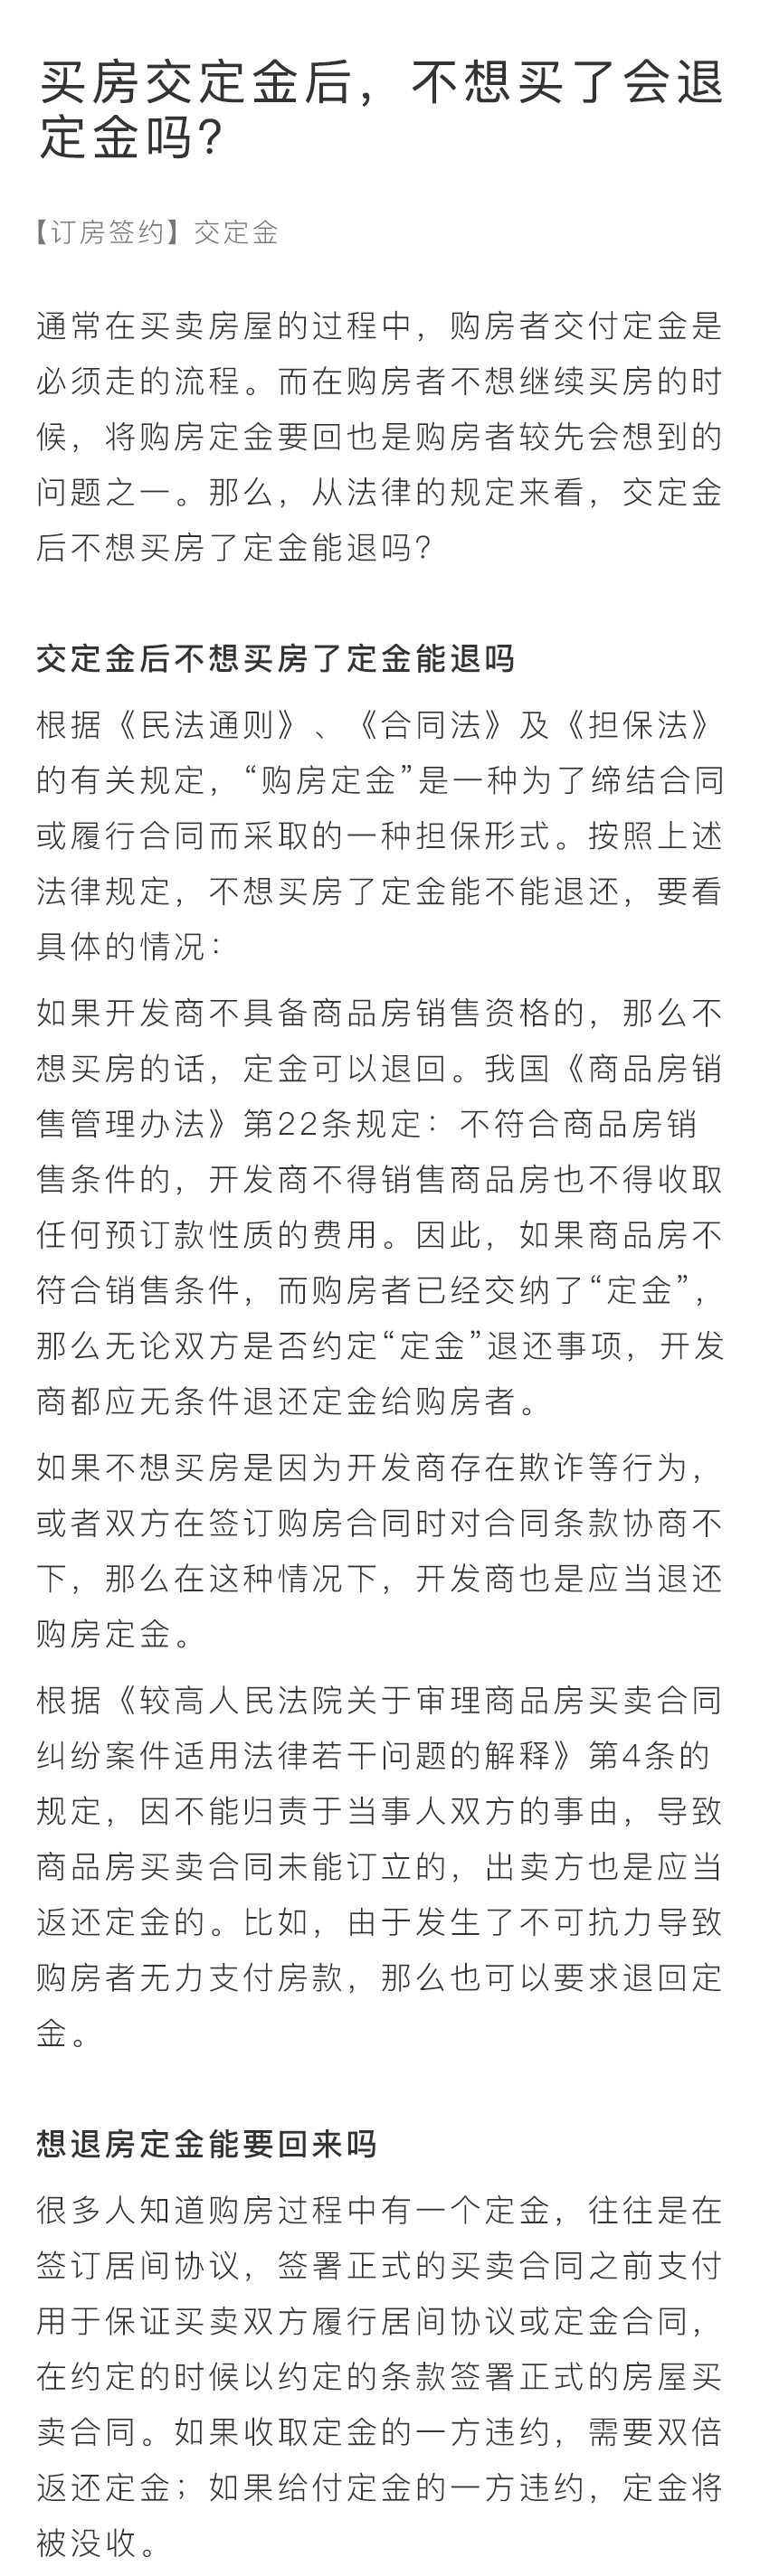 买房交定金后，不想买了会退
定金吗？
【订房签约】交定金
通常在买卖房屋的过程中，购房者交付定金是
必须走的流程。而在购房者不想继续买房的时
候，将购房定金要回也是购房者较先会想到的
问题之一。那么，从法律的规定来看，交定金
后不想买房了定金能退吗？
交定金后不想买房了定金能退吗
根据《民法通则》、《合同法》及《担保法》
的有关规定，“购房定金”是一种为了缔结合同
或履行合同而采取的一种担保形式。按照上述
法律规定，不想买房了定金能不能退还，要看
具体的情况：
如果开发商不具备商品房销售资格的，那么不
想买房的话，定金可以退回。我国《商品房销
售管理办法》第22条规定：不符合商品房销
售条件的，开发商不得销售商品房也不得收取
任何预订款性质的费用。因此，如果商品房不
符合销售条件，而购房者已经交纳了“定金”，
那么无论双方是否约定“定金”退还事项，开发
商都应无条件退还定金给购房者。
如果不想买房是因为开发商存在欺诈等行为，
或者双方在签订购房合同时对合同条款协商不
下，那么在这种情况下，开发商也是应当退还
购房定金。
根据《较高人民法院关于审理商品房买卖合同
纠纷案件适用法律若干问题的解释》第4条的
规定，因不能归责于当事人双方的事由，导致
商品房买卖合同未能订立的，出卖方也是应当
返还定金的。比如，由于发生了不可抗力导致
购房者无力支付房款，那么也可以要求退回定
金。
想退房定金能要回来吗
很多人知道购房过程中有一个定金，往往是在
签订居间协议，签署正式的买卖合同之前支付
用于保证买卖双方履行居间协议或定金合同，
在约定的时候以约定的条款签署正式的房屋买
卖合同。如果收取定金的一方违约，需要双倍
返还定金；如果给付定金的一方违约，定金将
被没收。